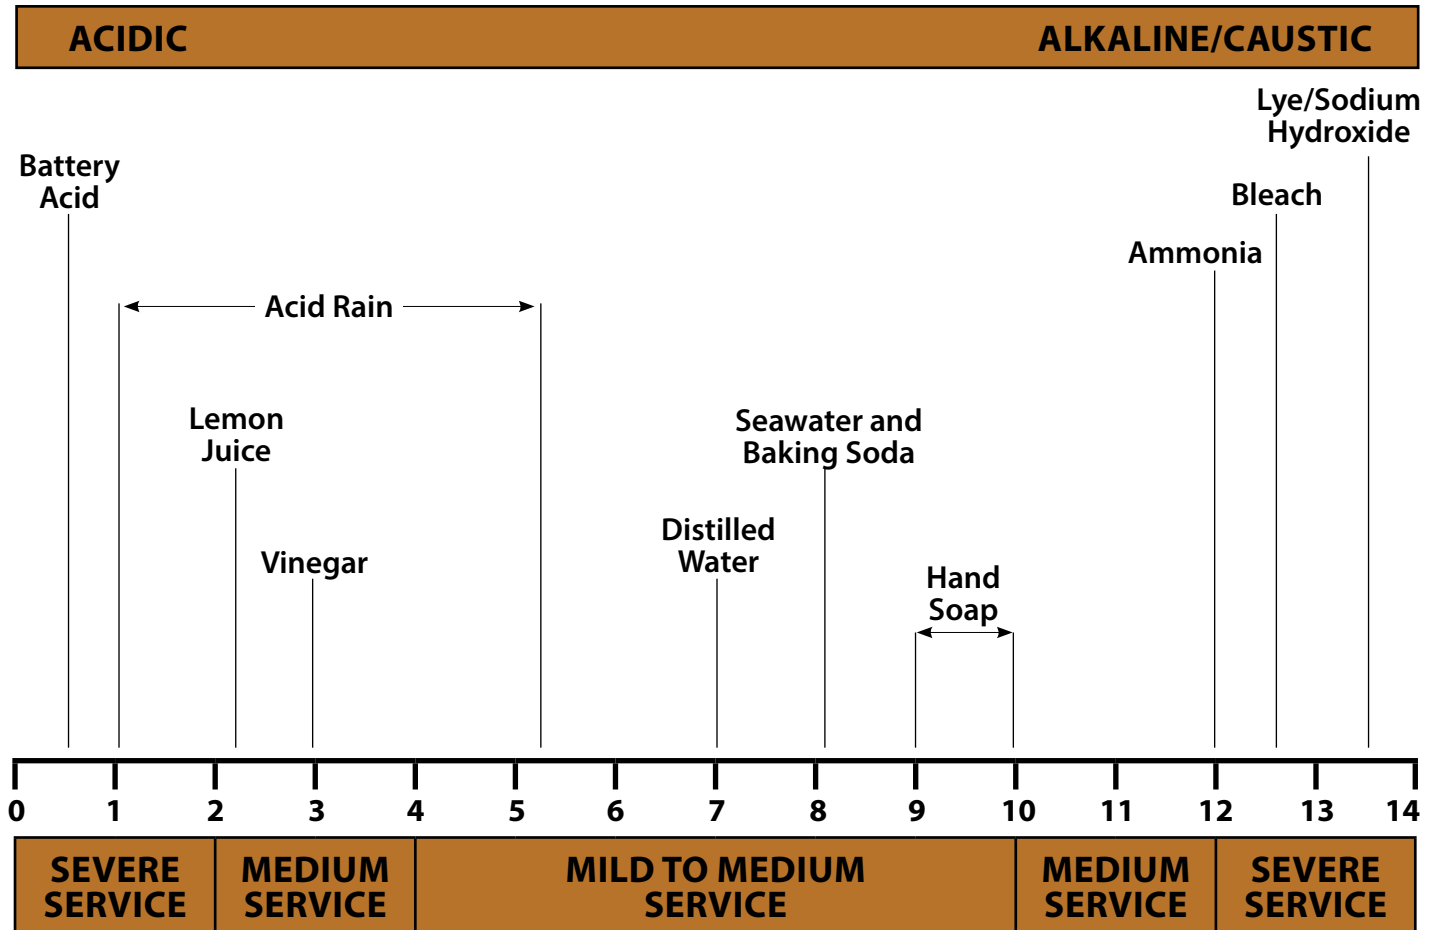 ACIDIC
ALKALINE/CAUSTIC
Lye/Sodium
Hydroxide
Battery
Acid
Bleach
Ammonia
Acid Rain
Lemon
Juice
Seawater and
Baking Soda
Distilled
Water
Vinegar
Hand
Soap
0 1 2 3 4 5 6 7 8 9 10 11 12 13 14
SEVERE
SERVICE
MEDIUM
SERVICE
MILD TO MEDIUM
SERVICE
MEDIUM
SERVICE
SEVERE
SERVICE